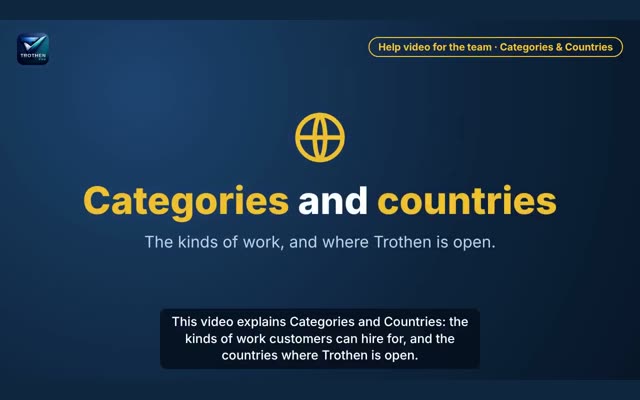 TROTHEN
Help video for the team · Categories & Countries
Categories and countries
The kinds of work, and where Trothen is open.
This video explains Categories and Countries: the
kinds of work customers can hire for, and the
countries where Trothen is open.